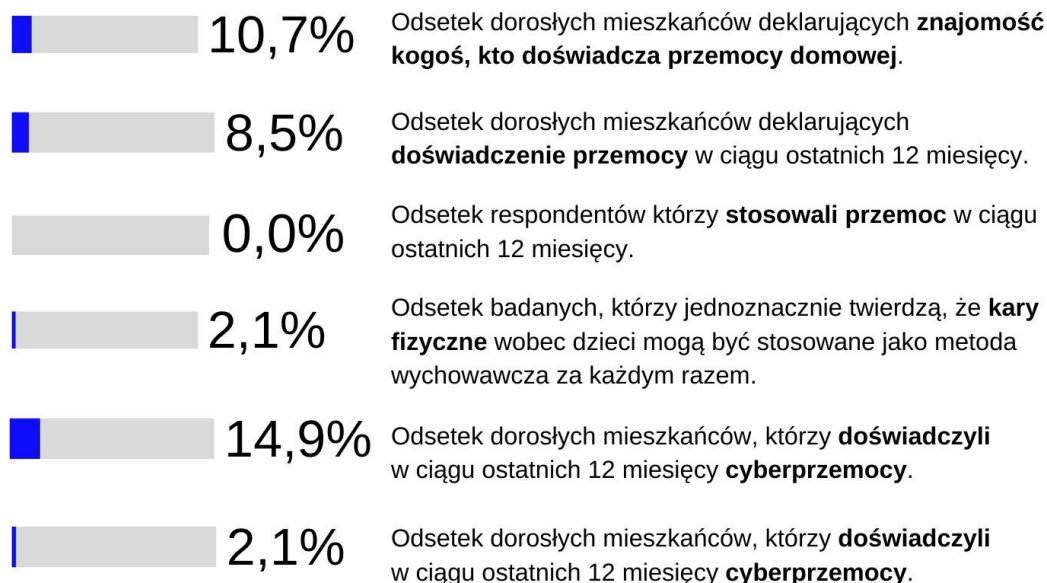 10,7%
Odsetek dorosłych mieszkańców deklarujących znajomość
kogoś, kto doświadcza przemocy domowej.
8,5%
Odsetek dorosłych mieszkańców deklarujących
doświadczenie przemocy w ciągu ostatnich 12 miesięcy.
0,0%
Odsetek respondentów którzy stosowali przemoc w ciągu
ostatnich 12 miesięcy.
2,1%
Odsetek badanych, którzy jednoznacznie twierdzą, że kary
fizyczne wobec dzieci mogą być stosowane jako metoda
wychowawcza za każdym razem.
14,9%
Odsetek dorosłych mieszkańców, którzy doświadczyli
w ciągu ostatnich 12 miesięcy cyberprzemocy.
2,1%
Odsetek dorosłych mieszkańców, którzy doświadczyli
w ciągu ostatnich 12 miesięcy cyberprzemocy.